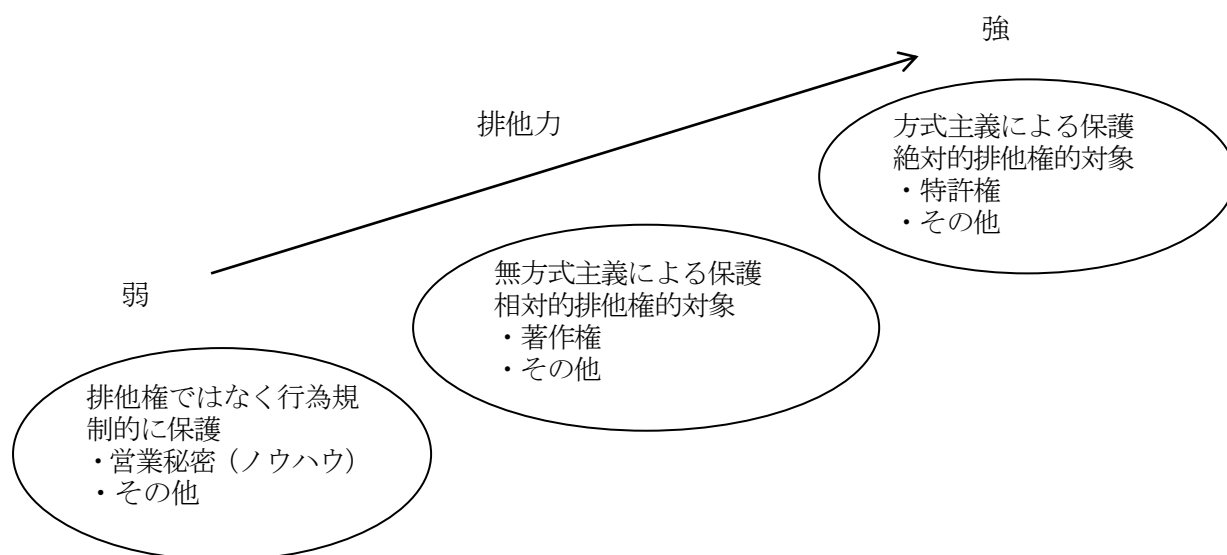 強
排他力
方式主義による保護
絶対的排他権的対象
・特許権
・その他
無方式主義による保護
相対的排他権的対象
・著作権
・その他
弱
排他権ではなく行為規
制的に保護
・営業秘密（ノウハウ）
・その他